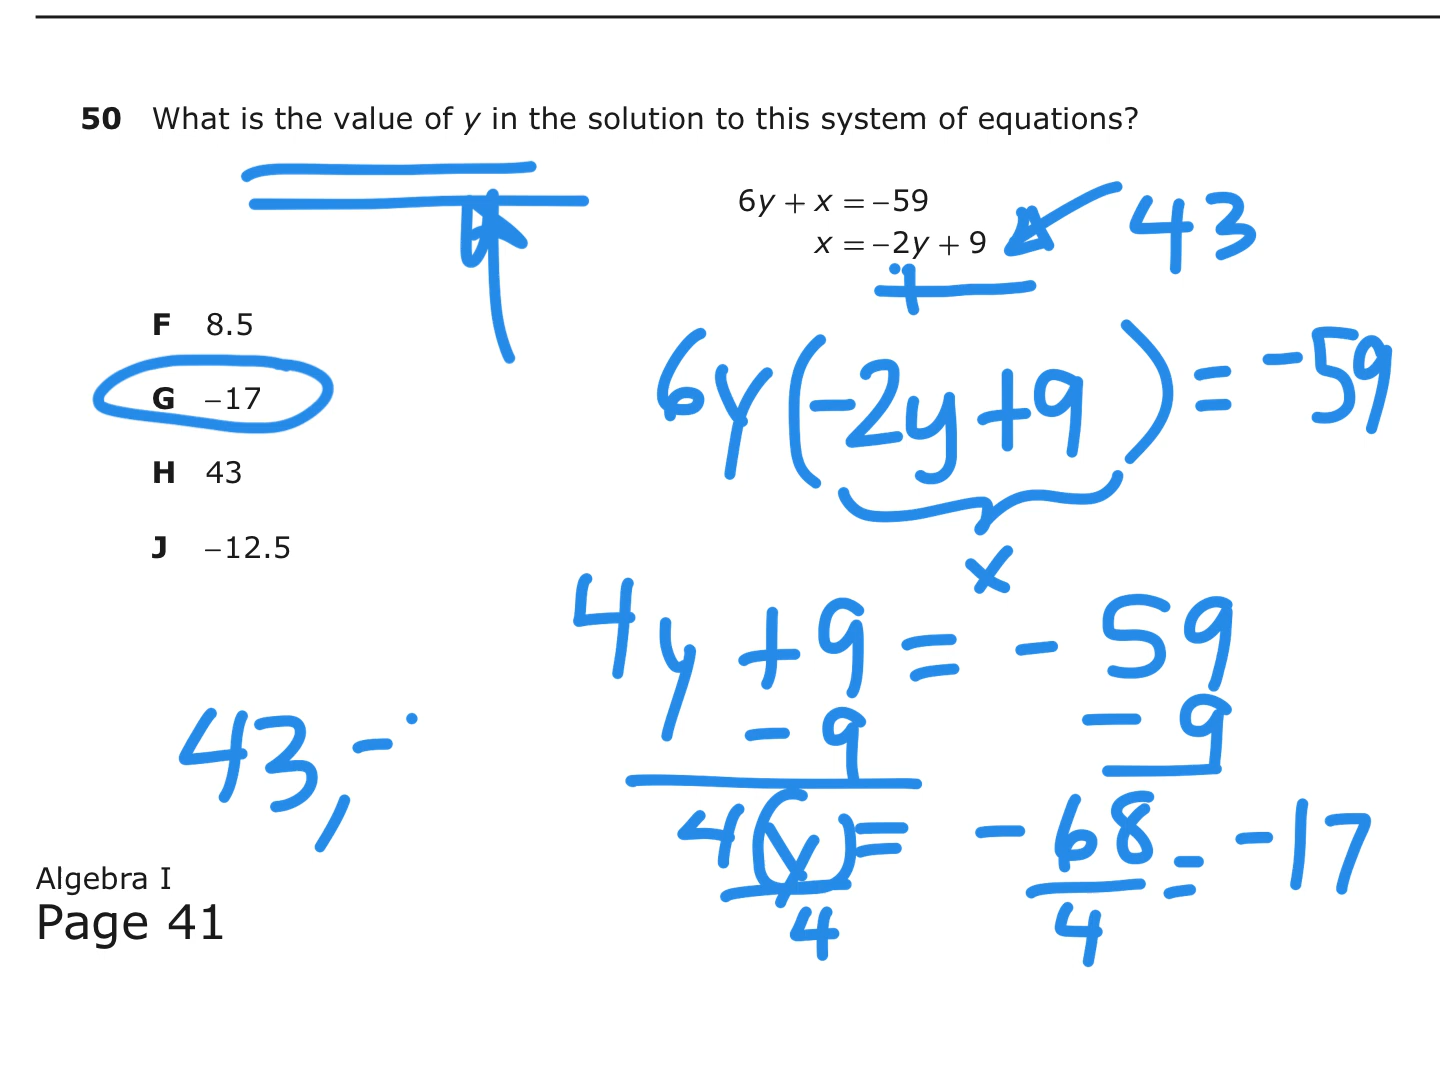 50 What is the value of y in the solution to this system of equations?
6y + x = −59
x = −2y + 9
43
F 8.5
G −17
H 43
J −12.5
6y(-2y+9) = -59
x
4y + 9 = - 59
- 9 - 9
4(y) = -68 = -17
4 4
43, -
Algebra I
Page 41